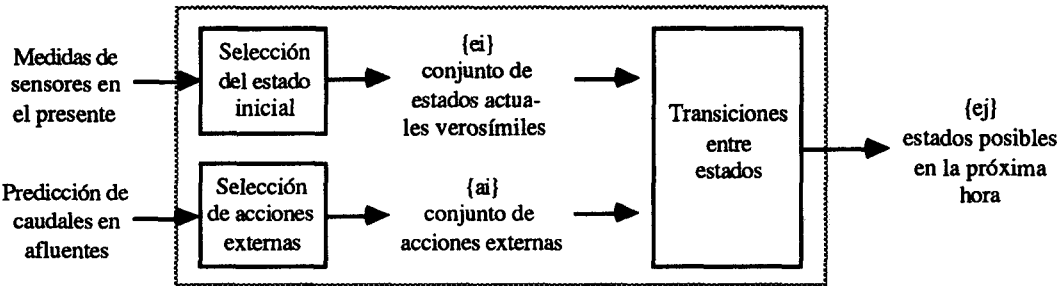 Medidas de
sensores en
el presente
Selección
del estado
inicial
{ei}
conjunto de
estados actua-
les verosímiles
Predicción de
caudales en
afluentes
Selección
de acciones
externas
{ai}
conjunto de
acciones externas
Transiciones
entre
estados
{ej}
estados posibles
en la próxima
hora